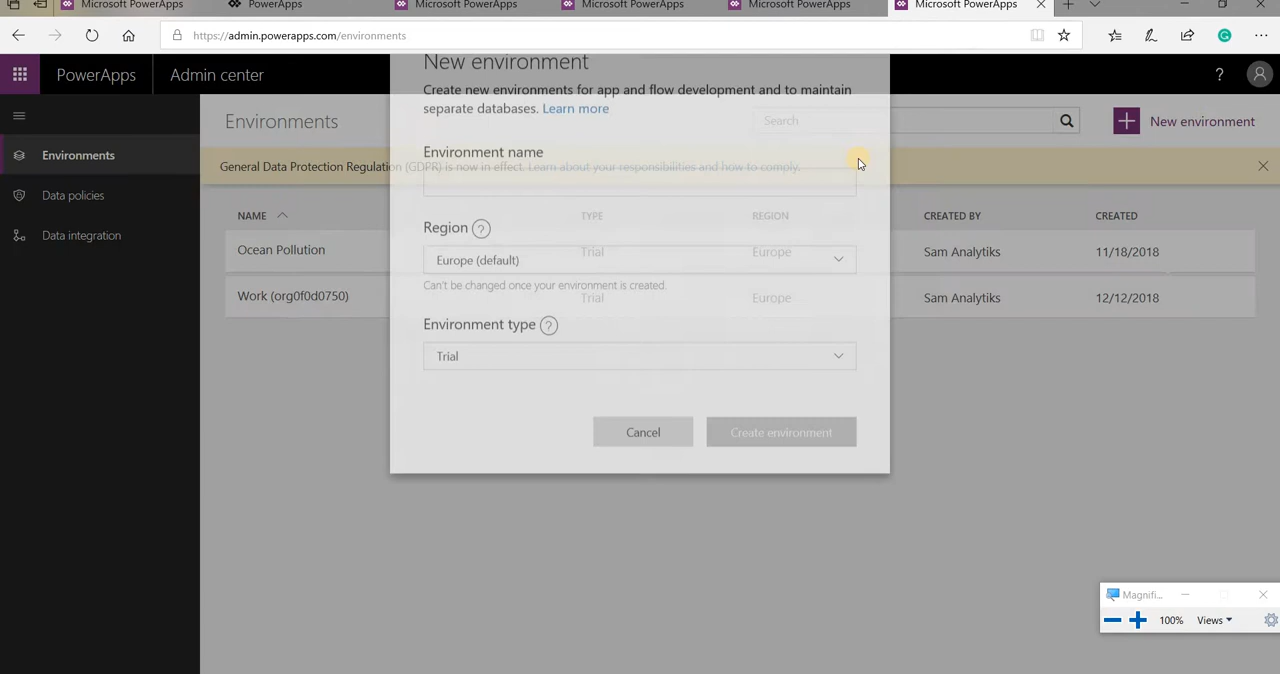 Microsoft PowerApps
PowerApps
Microsoft PowerApps
Microsoft PowerApps
Microsoft PowerApps
Microsoft PowerApps
https://admin.powerapps.com/environments
PowerApps
Admin center
?
New environment
Create new environments for app and flow development and to maintain
separate databases. Learn more
Environments
Search
New environment
Environments
Environment name
General Data Protection Regulation (GDPR) is now in effect. Learn about your responsibilities and how to comply.
Data policies
NAME
TYPE
REGION
CREATED BY
CREATED
Region ?
Data integration
Ocean Pollution
Trial
Europe
Sam Analytiks
11/18/2018
Europe (default)
Can't be changed once your environment is created.
Work (org0f0d0750)
Trial
Europe
Sam Analytiks
12/12/2018
Environment type ?
Trial
Cancel
Create environment
Magnifi...
100%
Views